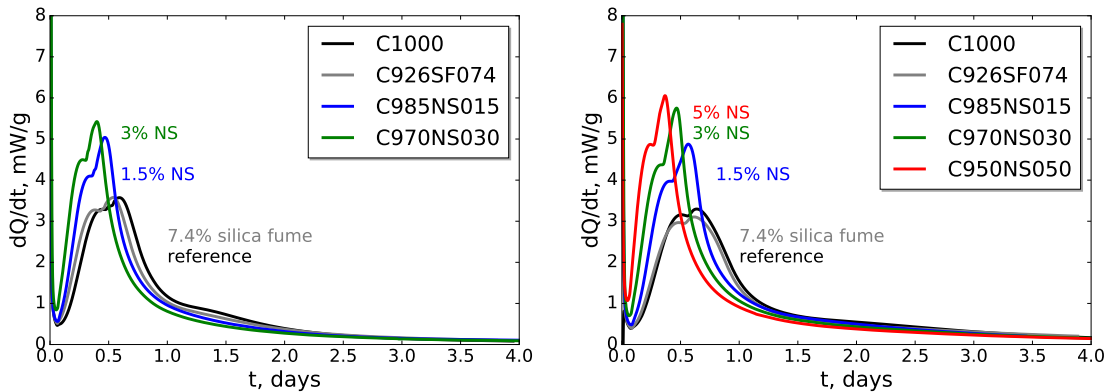 8
7
6
5
4
3
2
1
0
0.0 0.5 1.0 1.5 2.0 2.5 3.0 3.5 4.0
dQ/dt, mW/g
t, days
C1000
C926SF074
C985NS015
C970NS030
3% NS
1.5% NS
7.4% silica fume
reference
8
7
6
5
4
3
2
1
0
0.0 0.5 1.0 1.5 2.0 2.5 3.0 3.5 4.0
dQ/dt, mW/g
t, days
C1000
C926SF074
C985NS015
C970NS030
C950NS050
5% NS
3% NS
1.5% NS
7.4% silica fume
reference